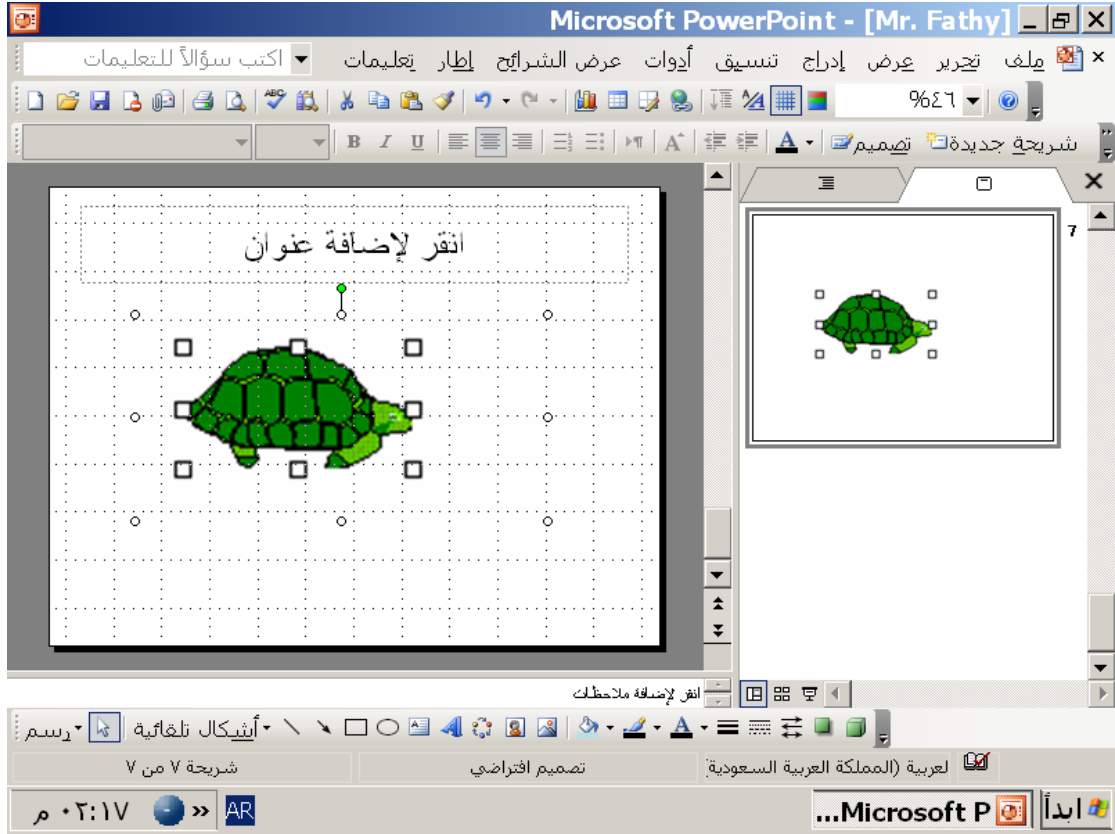 Microsoft PowerPoint - [Mr. Fathy]
ملف تحرير عرض إدراج تنسيق أدوات عرض الشرائح إطار تعليمات اكتب سؤالاً للتعليمات
%٤٦
B I U شريحة جديدة تصميم A
انقر لإضافة عنوان
7
انقر لإضافة ملاحظات
رسم أشكال تلقائية
شريحة ٧ من ٧ تصميم افتراضي لعربية (المملكة العربية السعودية
ابدأ Microsoft P... AR ٠٢:١٧ م